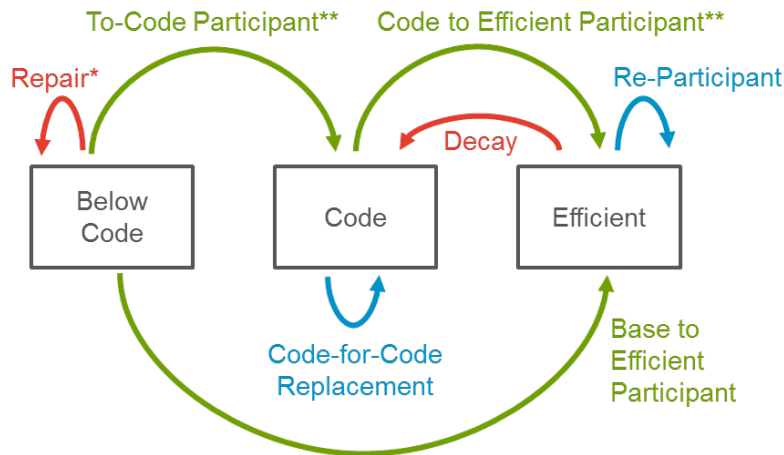 To-Code Participant**
Code to Efficient Participant**
Repair*
Re-Participant
Decay
Below
Code
Code
Efficient
Code-for-Code
Replacement
Base to
Efficient
Participant